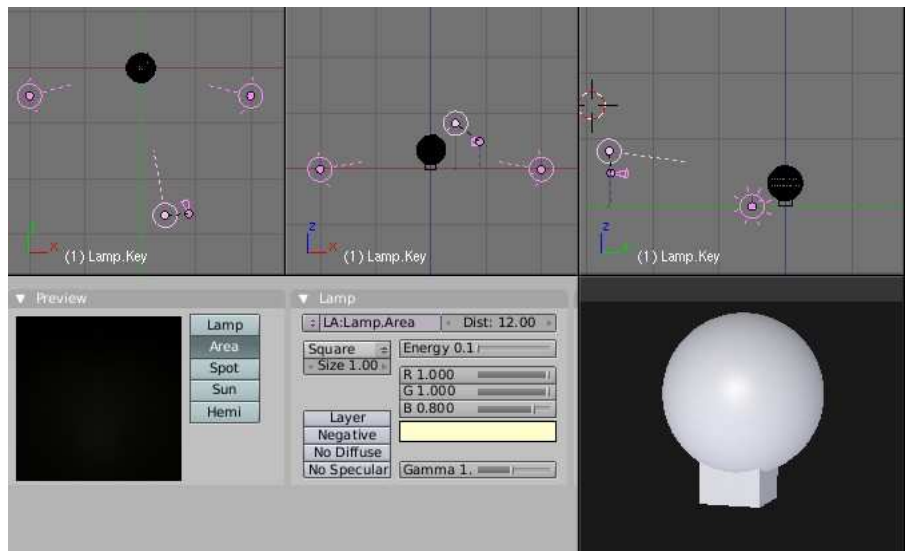 x
(1) Lamp.Key
z
x
(1) Lamp.Key
z
(1) Lamp.Key
Preview
Lamp
Area
Spot
Sun
Hemi
Lamp
LA:Lamp.Area
Dist: 12.00
Square
Energy 0.1
Size 1.00
R 1.000
G 1.000
B 0.800
Layer
Negative
No Diffuse
No Specular
Gamma 1.